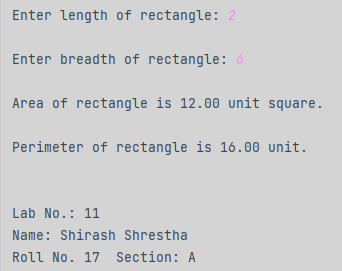 Enter length of rectangle: 2
Enter breadth of rectangle: 6
Area of rectangle is 12.00 unit square.
Perimeter of rectangle is 16.00 unit.
Lab No.: 11
Name: Shirash Shrestha
Roll No. 17  Section: A